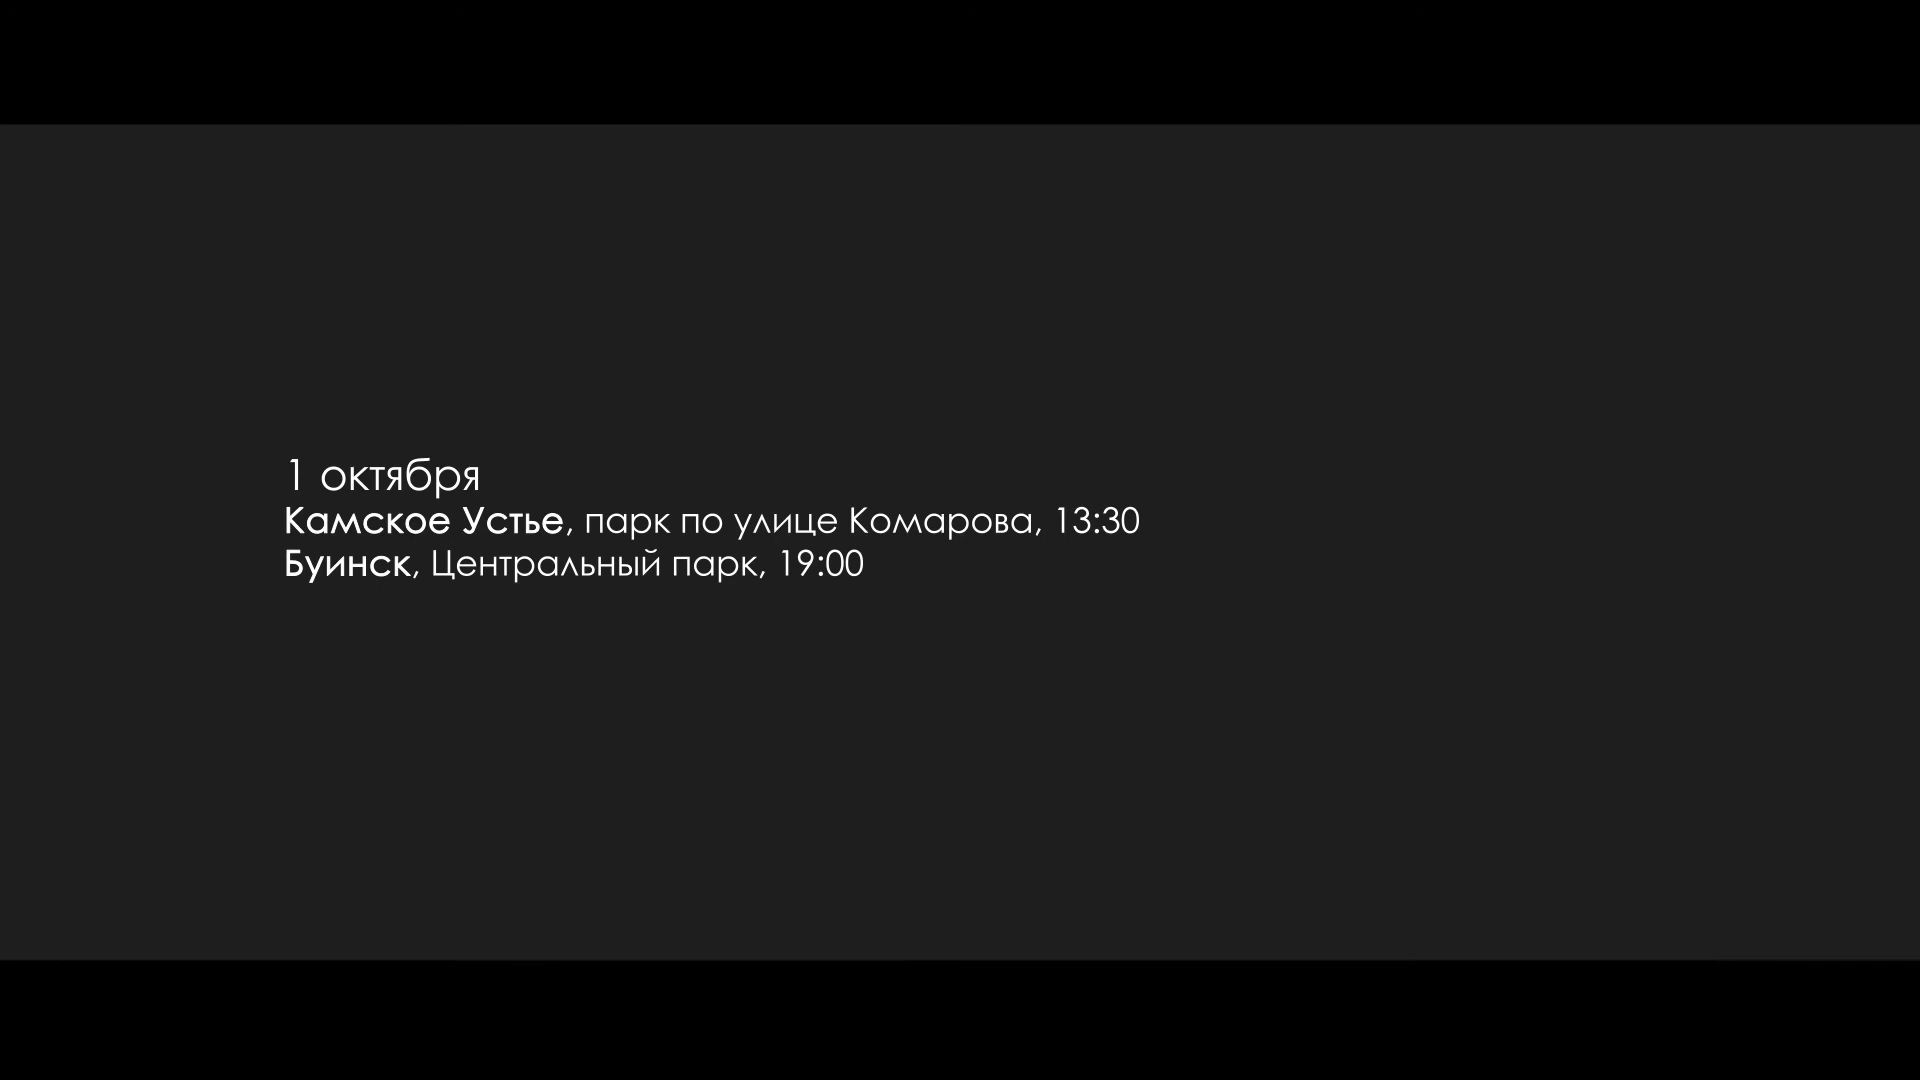 1 октября
Камское Устье, парк по улице Комарова, 13:30
Буинск, Центральный парк, 19:00